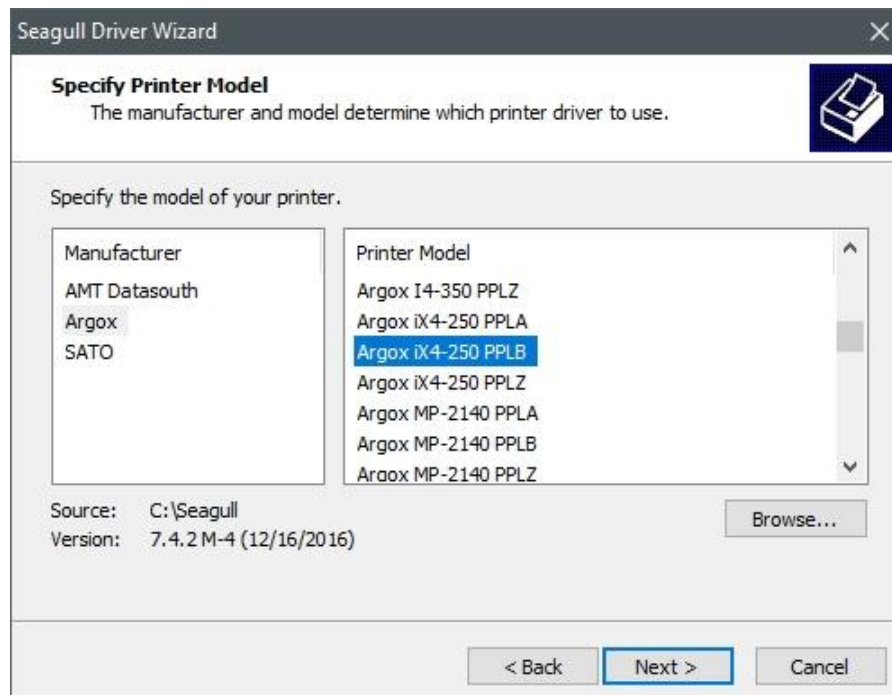 Seagull Driver Wizard
Specify Printer Model
The manufacturer and model determine which printer driver to use.
Specify the model of your printer.
Manufacturer
AMT Datasouth
Argox
SATO
Printer Model
Argox I4-350 PPLZ
Argox iX4-250 PPLA
Argox iX4-250 PPLB
Argox iX4-250 PPLZ
Argox MP-2140 PPLA
Argox MP-2140 PPLB
Argox MP-2140 PPLZ
Source: C:\Seagull
Version: 7.4.2 M-4 (12/16/2016)
Browse...
< Back Next > Cancel